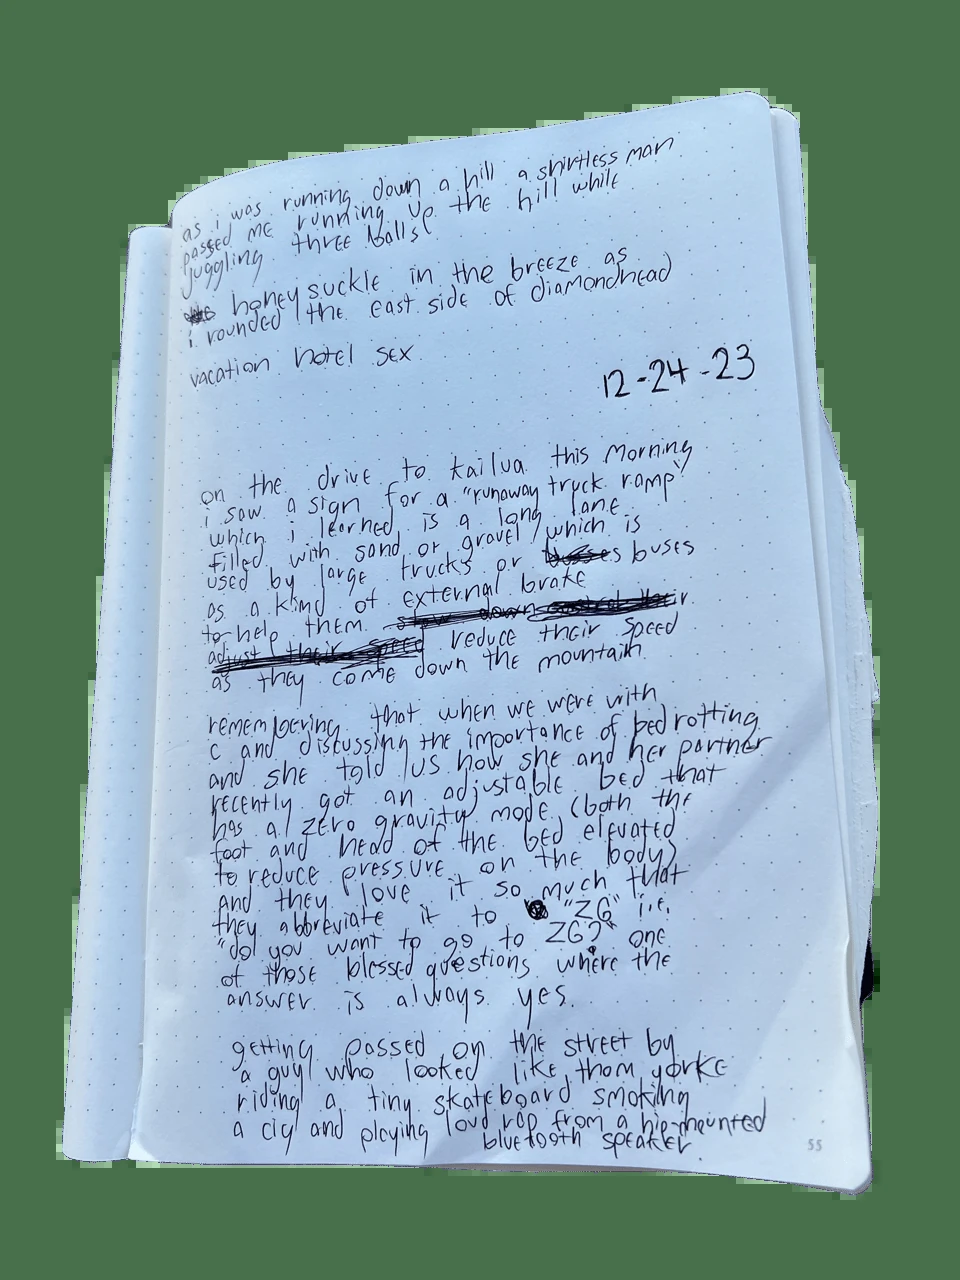 as i was running down a hill a shirtless man
passed me running up the hill while
juggling three balls
honeysuckle in the breeze as
i rounded the east side of diamondhead
vacation hotel sex
12-24-23
on the drive to kailua this morning
i saw a sign for a "runaway truck ramp"
which i learned is a long lane
filled with sand or gravel, which is
used by large trucks or busses buses
as a kind of external brake
to help them slow down control their
adjust their speed reduce their speed
as they come down the mountain
remembering that when we were with
c and discussing the importance of bedrotting
and she told us how she and her partner
recently got an adjustable bed that
has a zero gravity mode (both the
foot and head of the bed elevated
to reduce pressure on the body)
and they love it so much that
they abbreviate it to "ZG" i.e.
"do you want to go to ZG?" one
of those blessed questions where the
answer is always yes.
getting passed on the street by
a guy who looked like thom yorke
riding a tiny skateboard smoking
a cig and playing loud rap from a hip-mounted
bluetooth speaker.
55